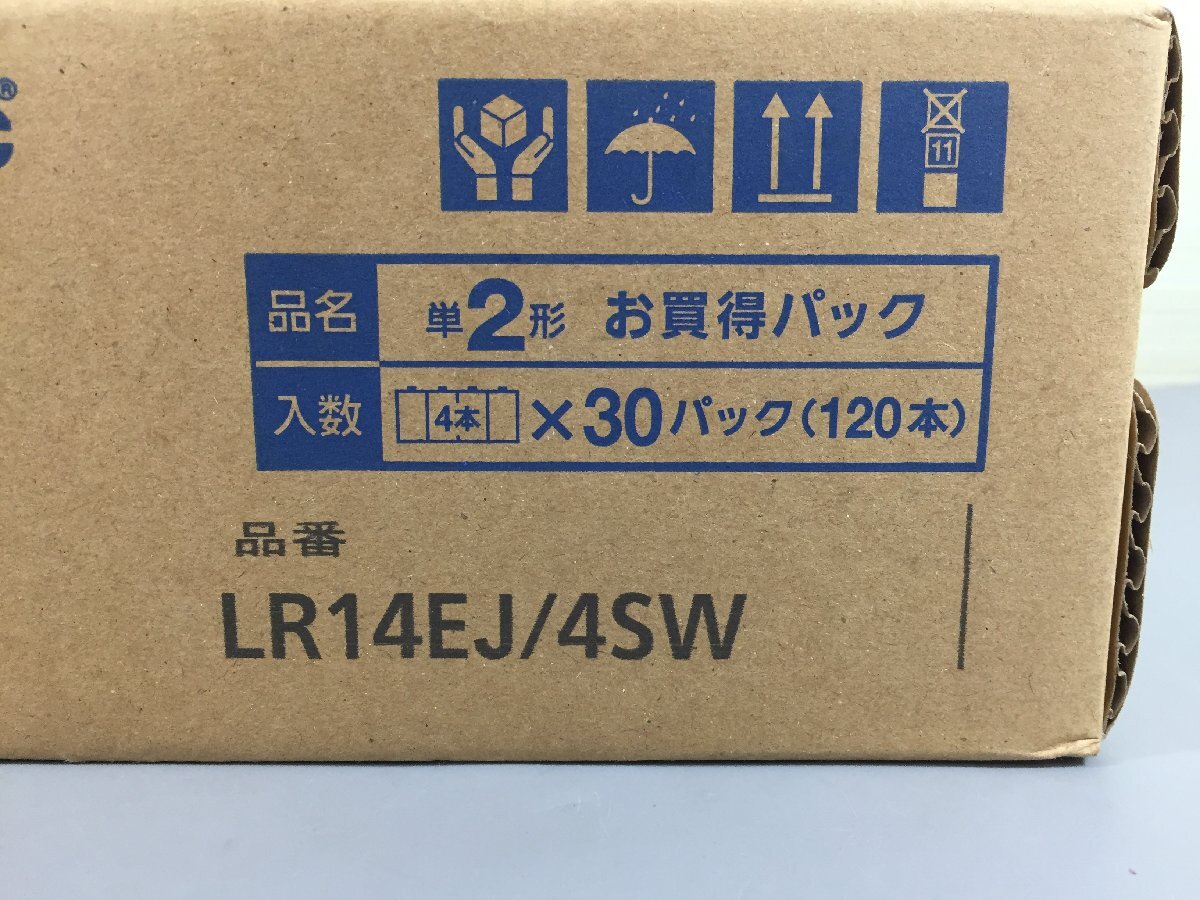 ®
11
品名 単2形 お買得パック
入数 4本 ×30パック(120本)
品番
LR14EJ/4SW